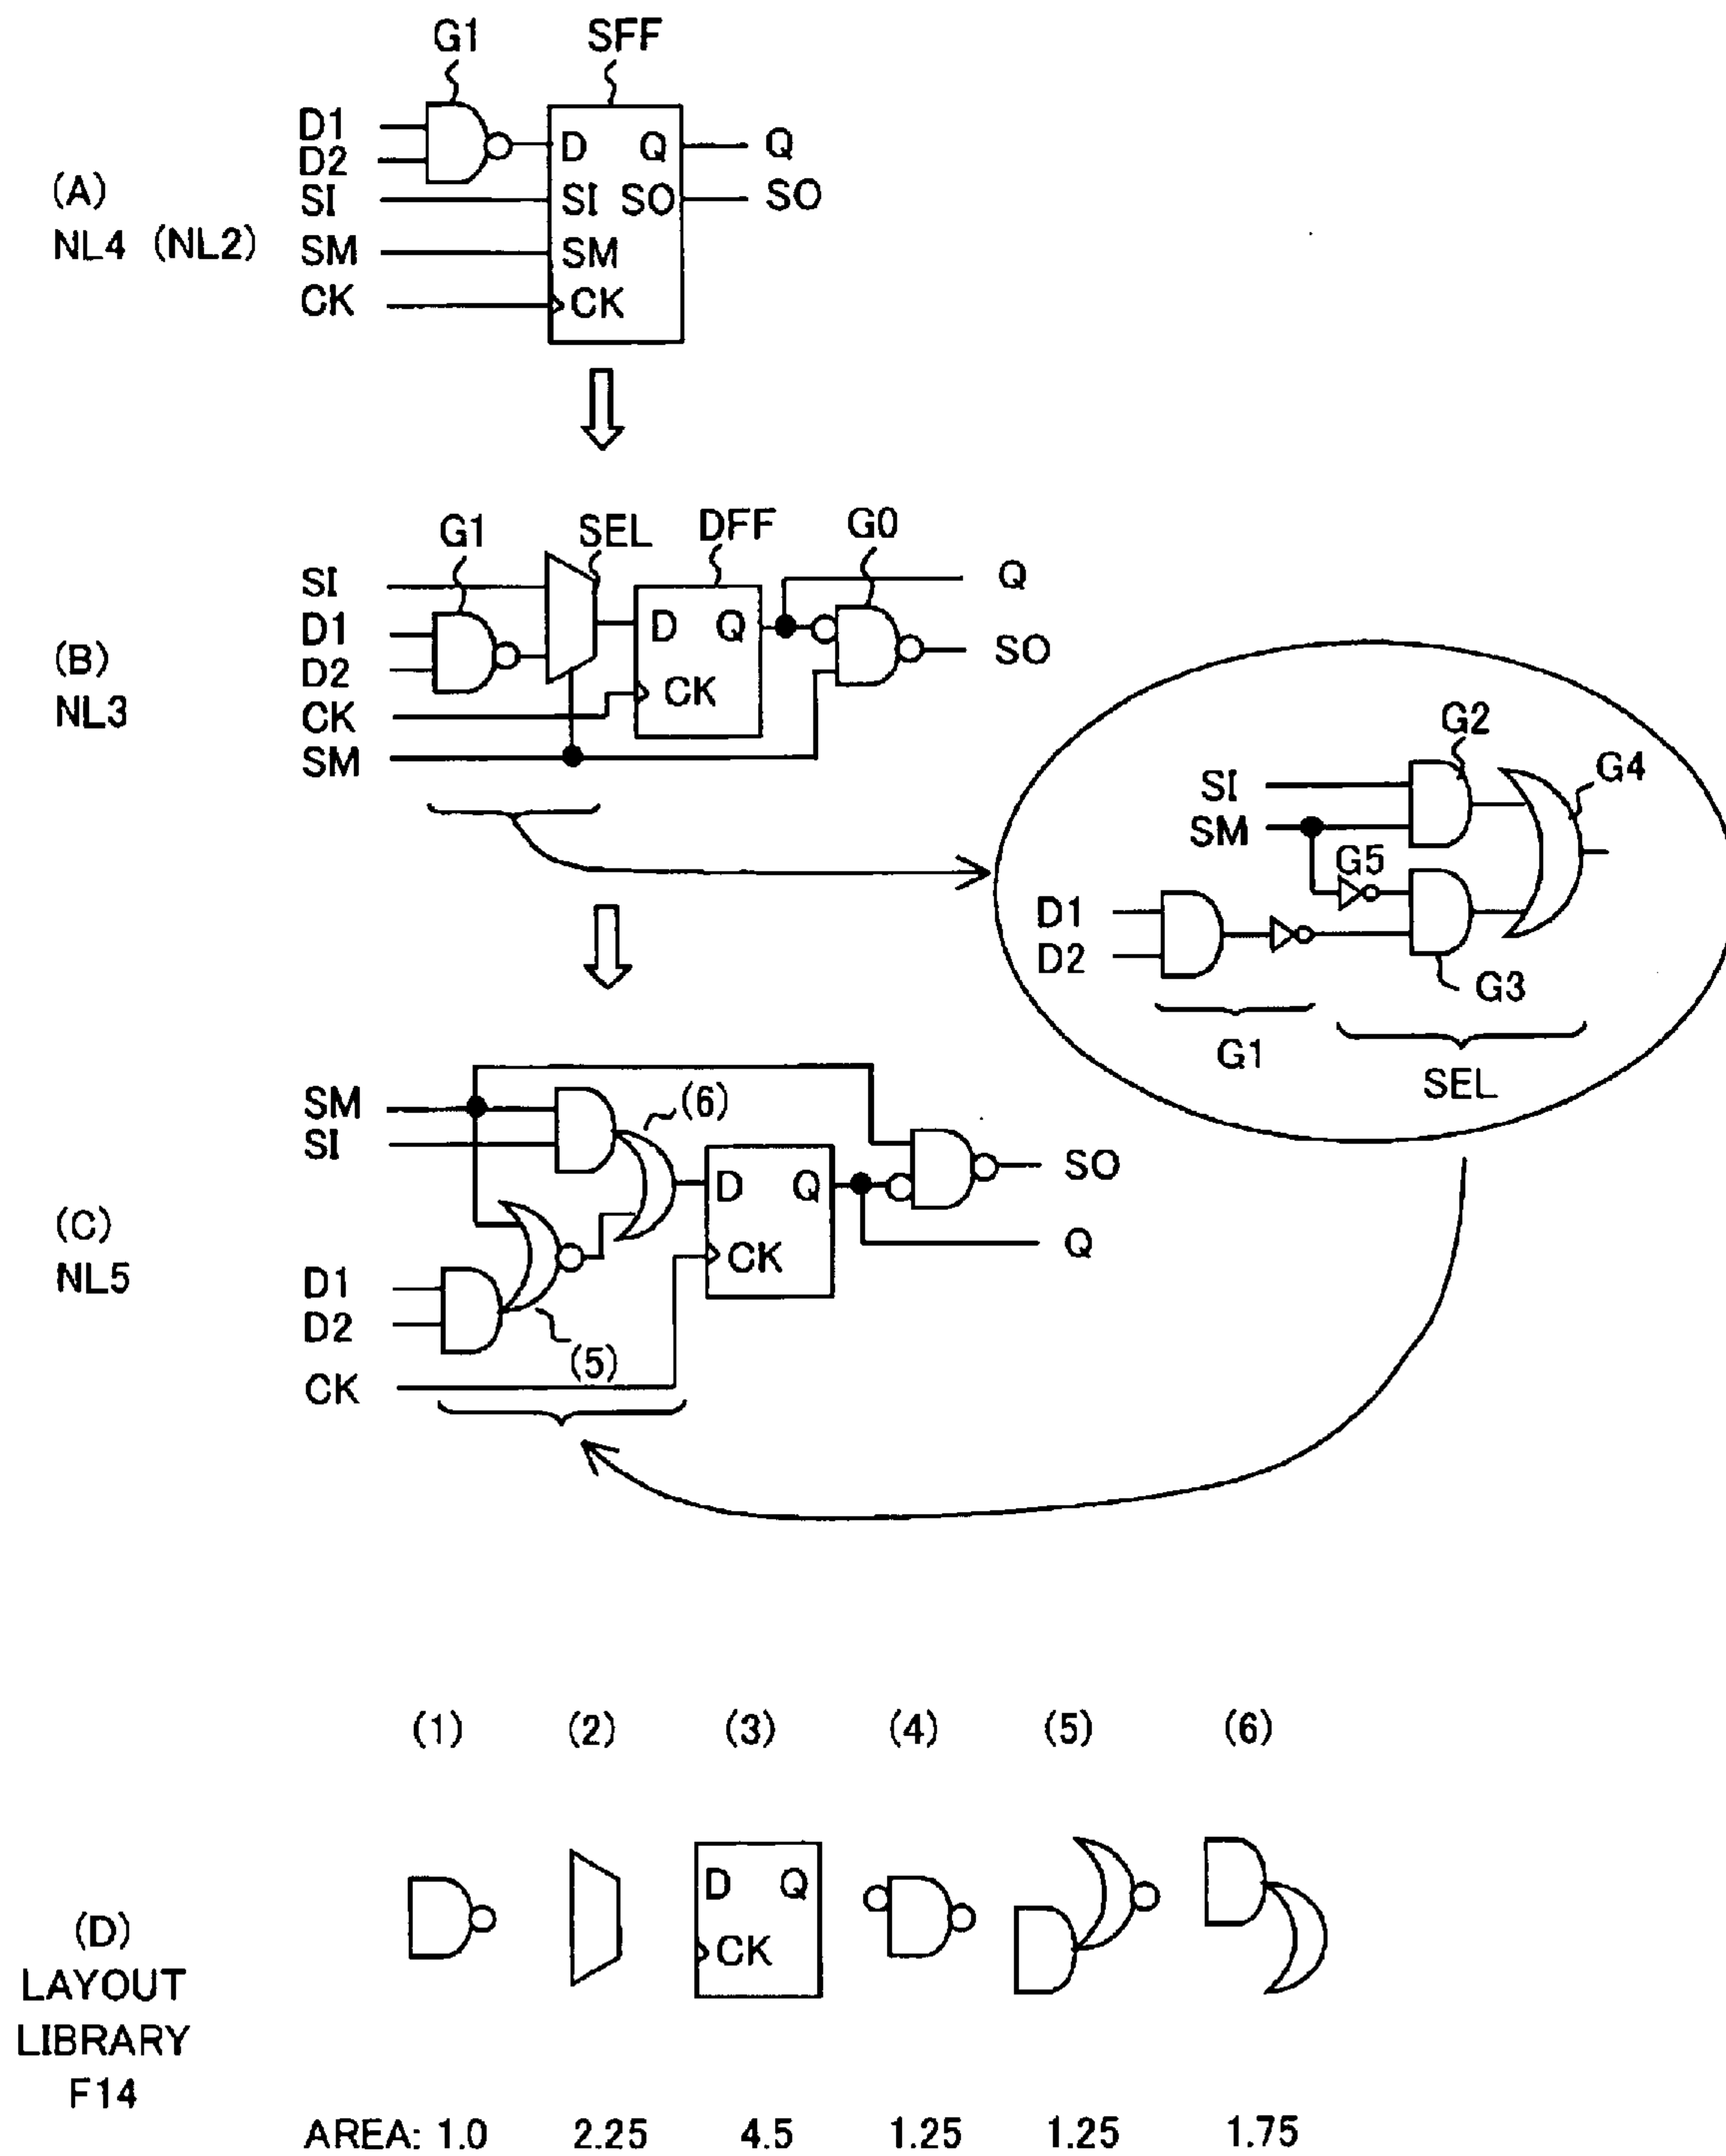 G1 SFF
D1
D2 D Q Q
(A) SI SI SO SO
NL4 (NL2) SM SM
CK CK
G1 SEL DFF G0
SI Q
D1 D Q
(B) D2 SO
NL3 CK CK
SM
G2
SI G4
SM
G5
D1
D2
G3
G1
SEL
SM (6)
SI
D Q SO
(C) CK Q
NL5 D1
D2
(5)
CK
(1) (2) (3) (4) (5) (6)
D Q
CK
(D)
LAYOUT
LIBRARY
F14
AREA: 1.0 2.25 4.5 1.25 1.25 1.75